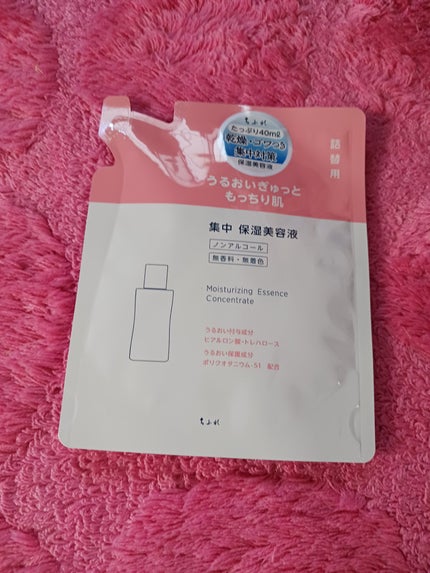 ちふれ
たっぷり40ml
乾燥・ゴワつき
集中対策
保湿美容液
詰替用
うるおいぎゅっと
もっちり肌
集中 保湿美容液
ノンアルコール
無香料・無着色
Moisturizing Essence
Concentrate
うるおい付与成分
ヒアルロン酸・トレハロース
うるおい保護成分
ポリクオタニウム-51 配合
ちふれ